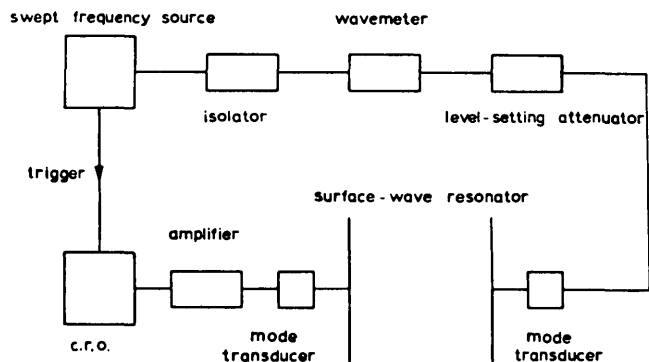 swept frequency source
wavemeter
isolator
level-setting attenuator
trigger
surface-wave resonator
amplifier
c.r.o.
mode
transducer
mode
transducer